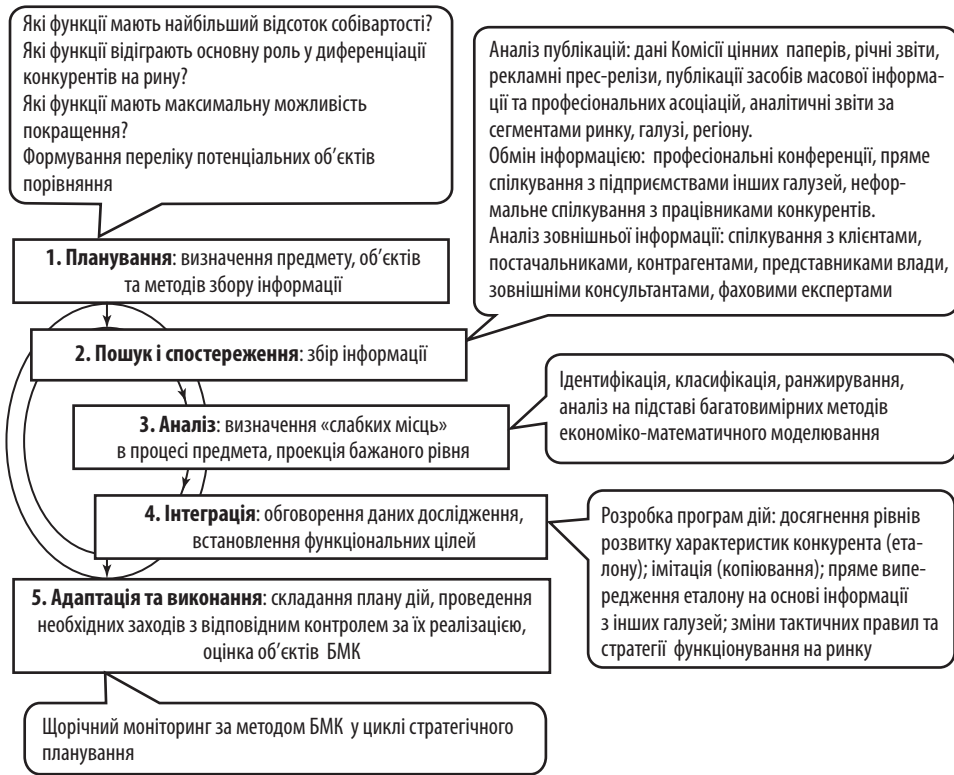 Які функції мають найбільший відсоток собівартості?
Які функції відіграють основну роль у диференціації
конкурентів на рину?
Які функції мають максимальну можливість
покращення?
Формування переліку потенціальних об’єктів
порівняння
Аналіз публікацій: дані Комісії цінних паперів, річні звіти,
рекламні прес-релізи, публікації засобів масової інформа-
ції та професіональних асоціацій, аналітичні звіти за
сегментами ринку, галузі, регіону.
Обмін інформацією: професіональні конференції, пряме
спілкування з підприємствами інших галузей, нефор-
мальне спілкування з працівниками конкурентів.
Аналіз зовнішньої інформації: спілкування з клієнтами,
постачальниками, контрагентами, представниками влади,
зовнішніми консультантами, фаховими експертами
1. Планування: визначення предмету, об’єктів
та методів збору інформації
2. Пошук і спостереження: збір інформації
Ідентифікація, класифікація, ранжирування,
аналіз на підставі багатовимірних методів
економіко-математичного моделювання
3. Аналіз: визначення «слабких місць»
в процесі предмета, проекція бажаного рівня
4. Інтеграція: обговорення даних дослідження,
встановлення функціональних цілей
Розробка програм дій: досягнення рівнів
розвитку характеристик конкурента (ета-
лону); імітація (копіювання); пряме випе-
редження еталону на основі інформації
з інших галузей; зміни тактичних правил та
стратегії функціонування на ринку
5. Адаптація та виконання: складання плану дій, проведення
необхідних заходів з відповідним контролем за їх реалізацією,
оцінка об’єктів БМК
Щорічний моніторинг за методом БМК у циклі стратегічного
планування